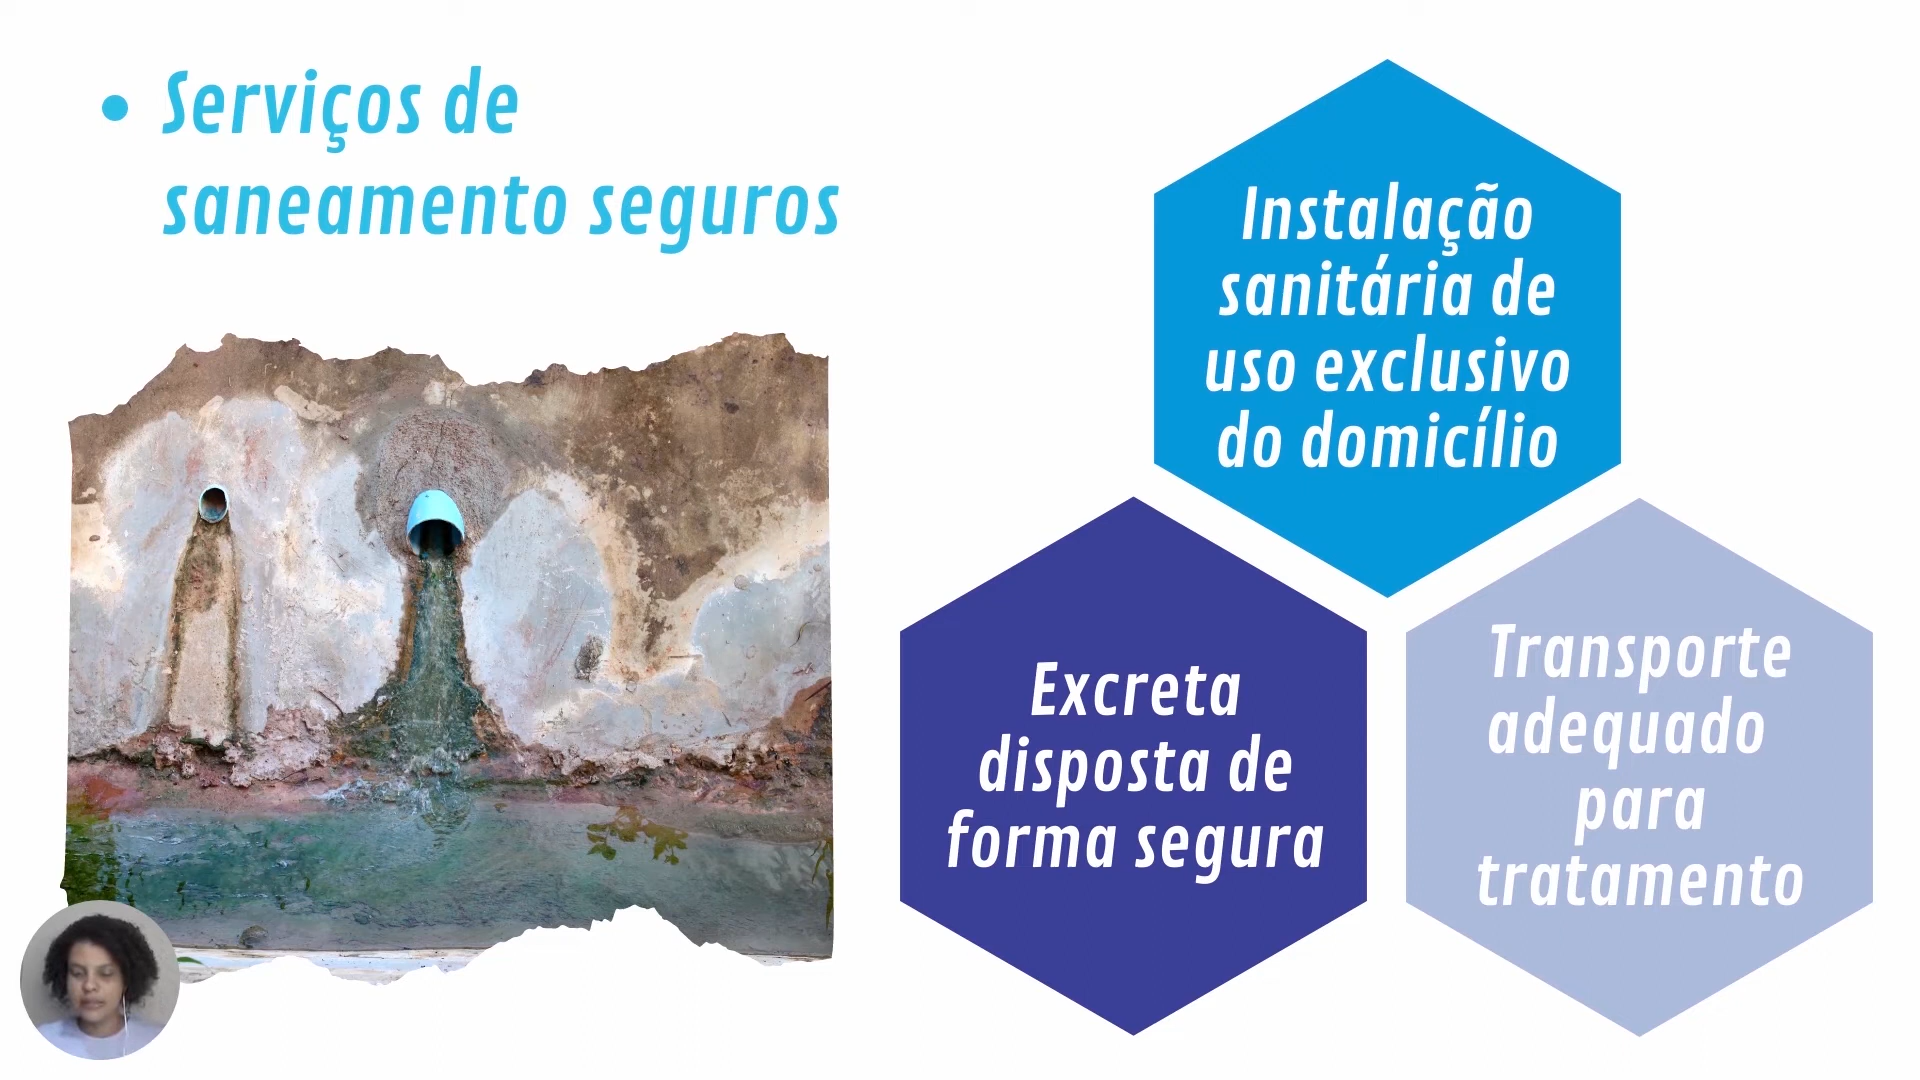 Serviços de
saneamento seguros
Instalação
sanitária de
uso exclusivo
do domicílio
Excreta
disposta de
forma segura
Transporte
adequado
para
tratamento